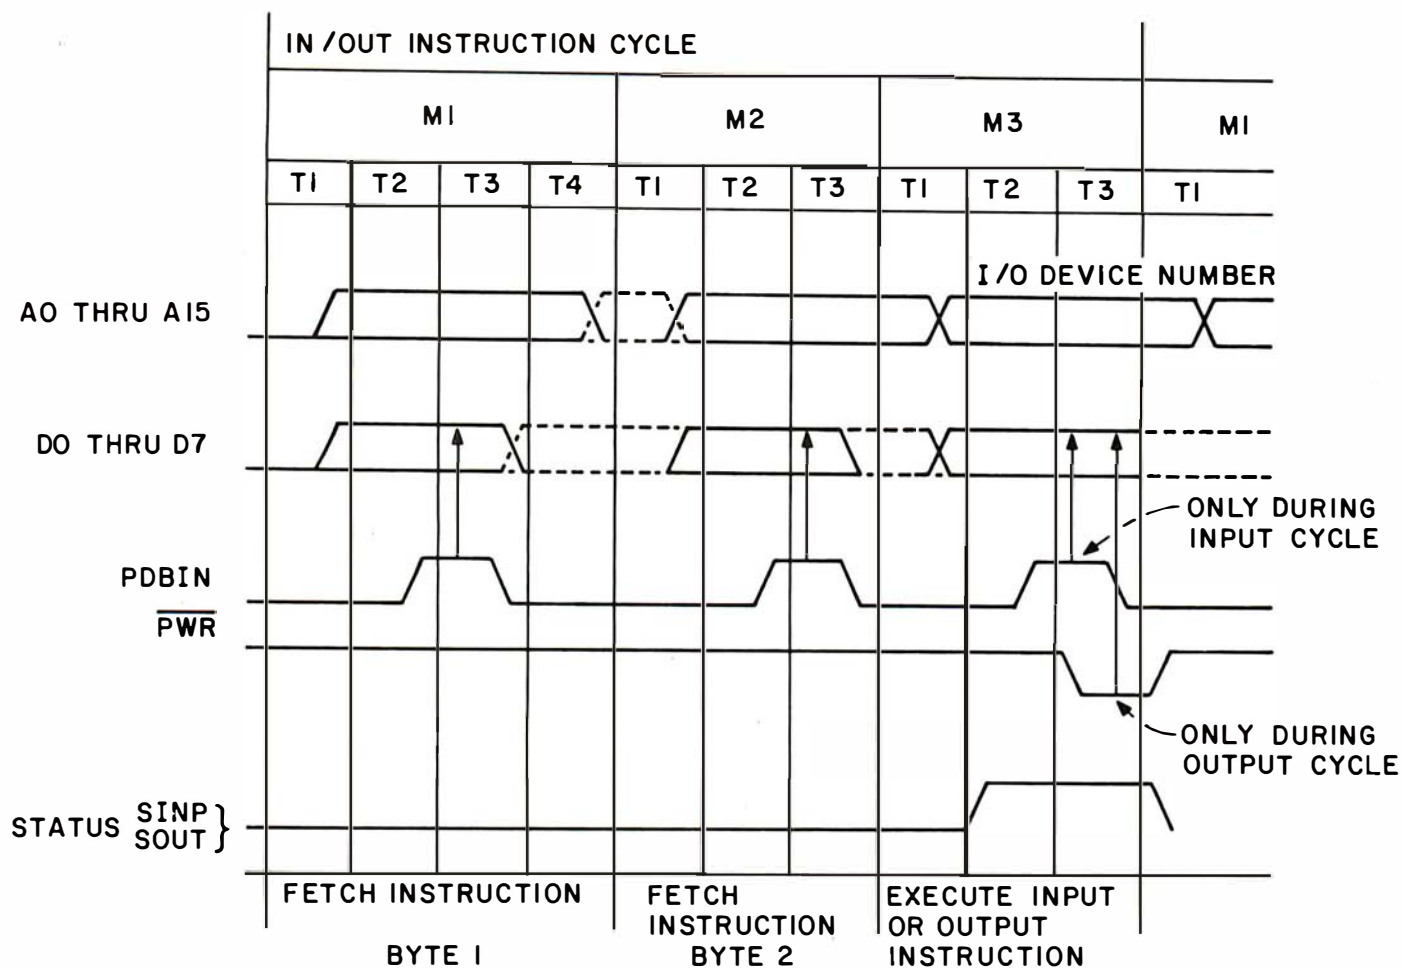 IN/OUT INSTRUCTION CYCLE
M1 M2 M3 M1
T1 T2 T3 T4 T1 T2 T3 T1 T2 T3 T1
I/O DEVICE NUMBER
A0 THRU A15
D0 THRU D7
ONLY DURING
INPUT CYCLE
PDBIN
PWR
ONLY DURING
OUTPUT CYCLE
STATUS SINP
SOUT }
FETCH INSTRUCTION
BYTE 1
FETCH
INSTRUCTION
BYTE 2
EXECUTE INPUT
OR OUTPUT
INSTRUCTION